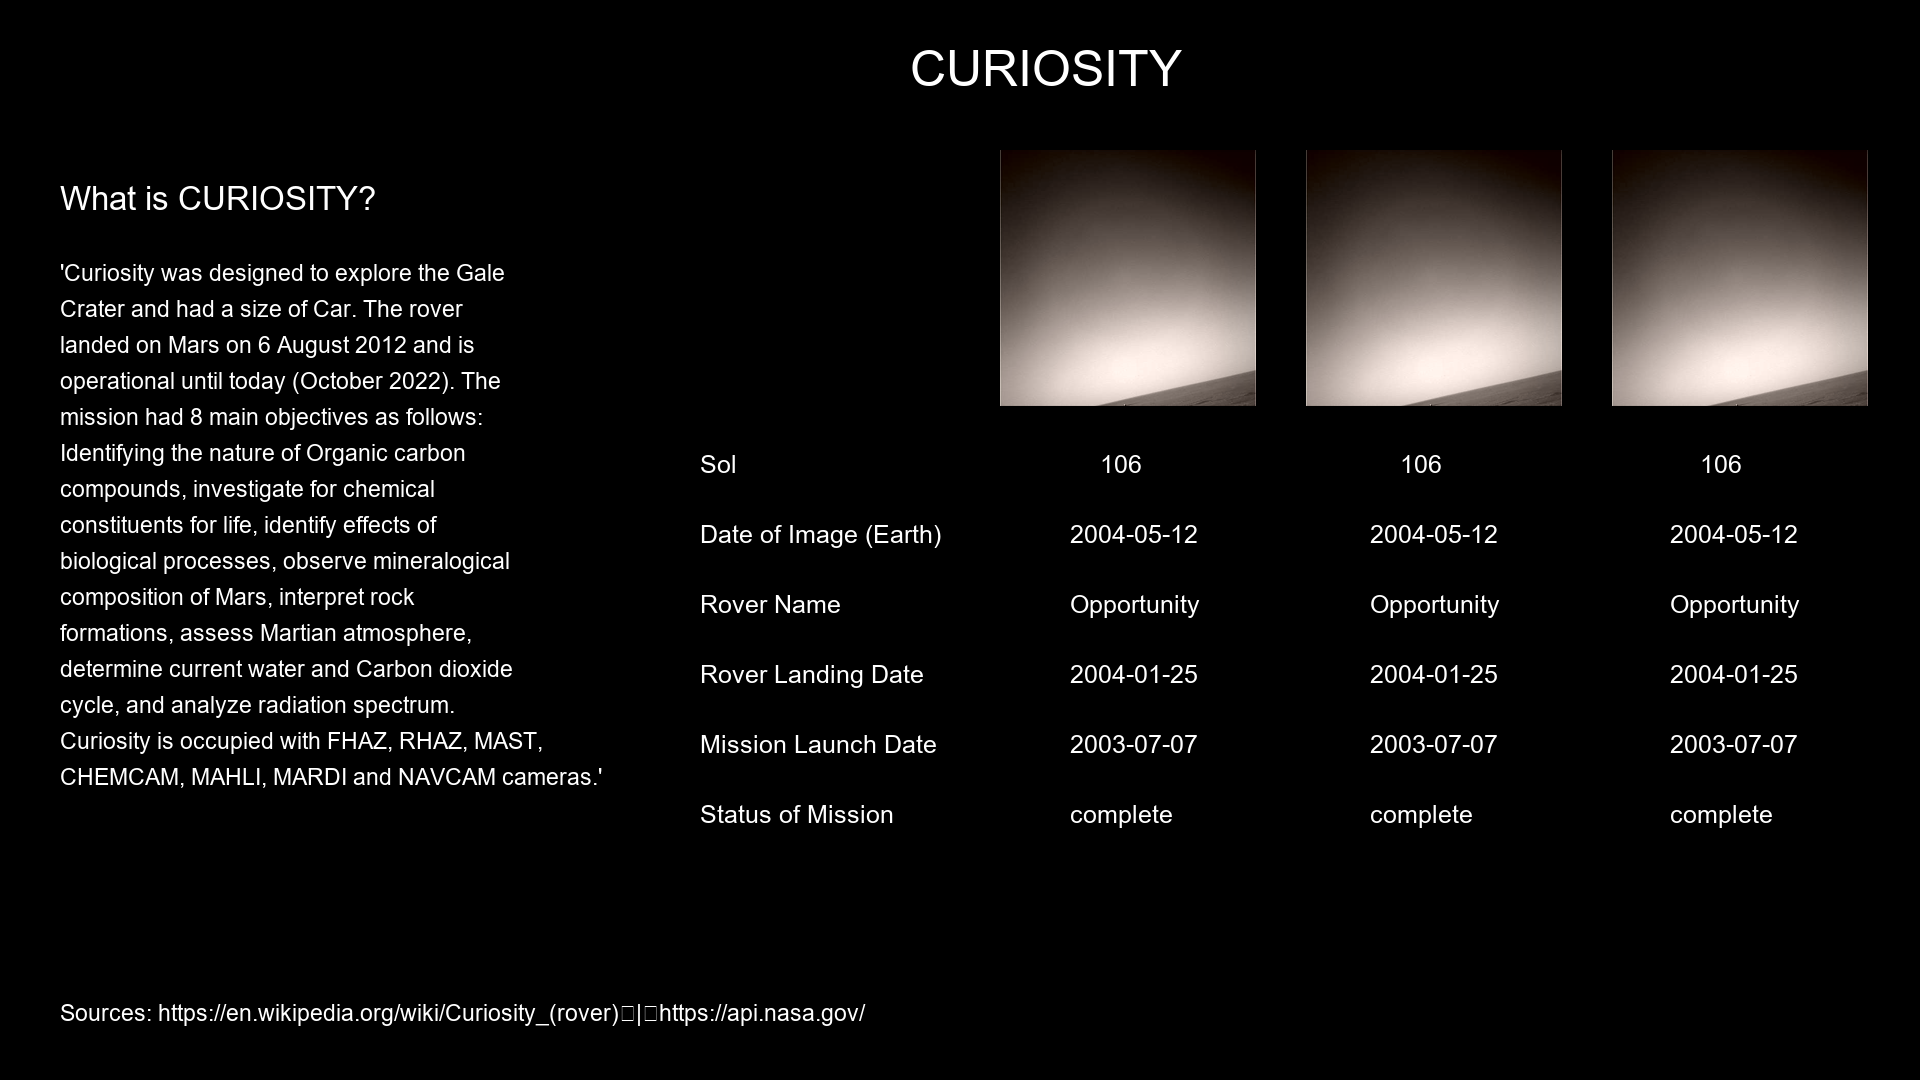 CURIOSITY
What is CURIOSITY?
'Curiosity was designed to explore the Gale
Crater and had a size of Car. The rover
landed on Mars on 6 August 2012 and is
operational until today (October 2022). The
mission had 8 main objectives as follows:
Identifying the nature of Organic carbon
compounds, investigate for chemical
constituents for life, identify effects of
biological processes, observe mineralogical
composition of Mars, interpret rock
formations, assess Martian atmosphere,
determine current water and Carbon dioxide
cycle, and analyze radiation spectrum.
Curiosity is occupied with FHAZ, RHAZ, MAST,
CHEMCAM, MAHLI, MARDI and NAVCAM cameras.'
Sol 106 106 106
Date of Image (Earth) 2004-05-12 2004-05-12 2004-05-12
Rover Name Opportunity Opportunity Opportunity
Rover Landing Date 2004-01-25 2004-01-25 2004-01-25
Mission Launch Date 2003-07-07 2003-07-07 2003-07-07
Status of Mission complete complete complete
Sources: https://en.wikipedia.org/wiki/Curiosity_(rover)□|□https://api.nasa.gov/